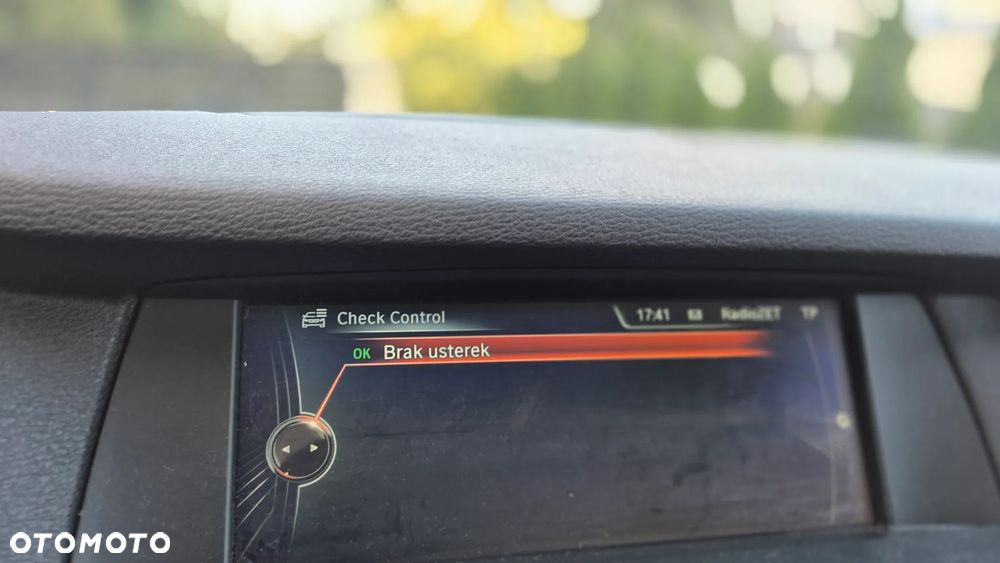 Check Control
17:41 RadioZET TP
OK Brak usterek
OTOMOTO